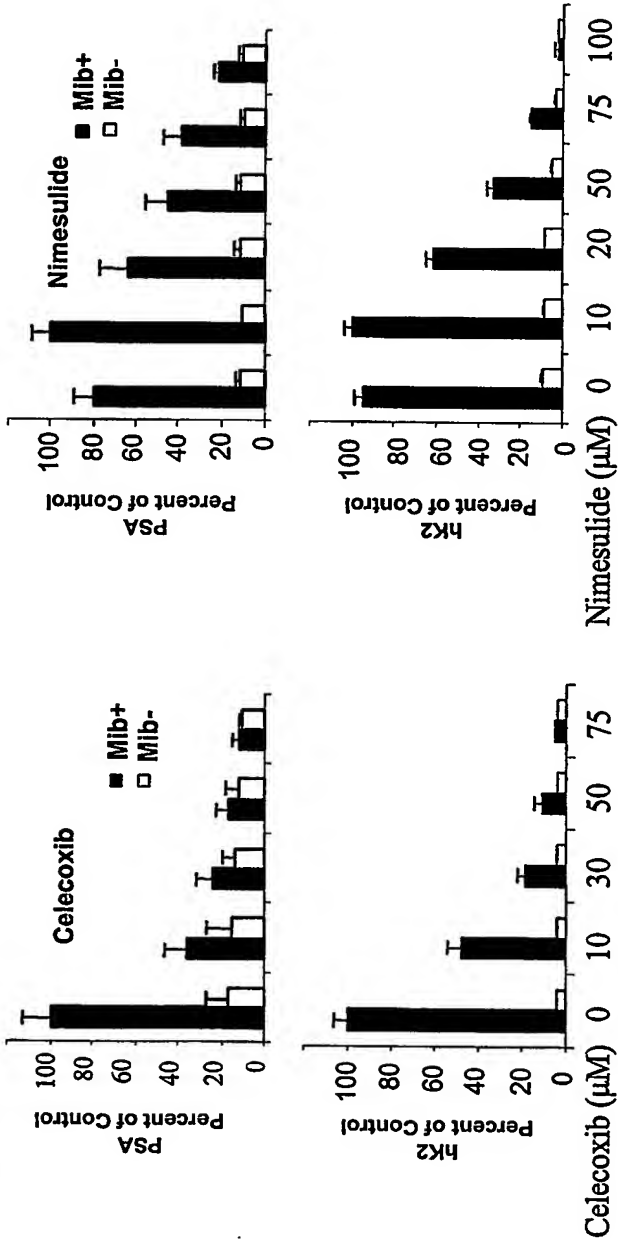 Celecoxib
Mib+
Mib-
PSA
Percent of Control
100
80
60
40
20
0
hK2
Percent of Control
100
80
60
40
20
0
Celecoxib (µM) 0 10 30 50 75
Nimesulide
Mib+
Mib-
PSA
Percent of Control
100
80
60
40
20
0
hK2
Percent of Control
100
80
60
40
20
0
Nimesulide (µM) 0 10 20 50 75 100